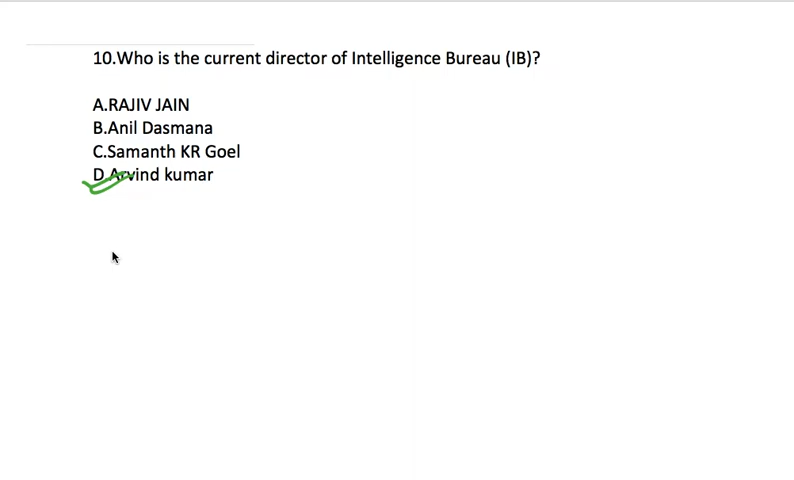 10.Who is the current director of Intelligence Bureau (IB)?
A.RAJIV JAIN
B.Anil Dasmana
C.Samanth KR Goel
D.Arvind kumar